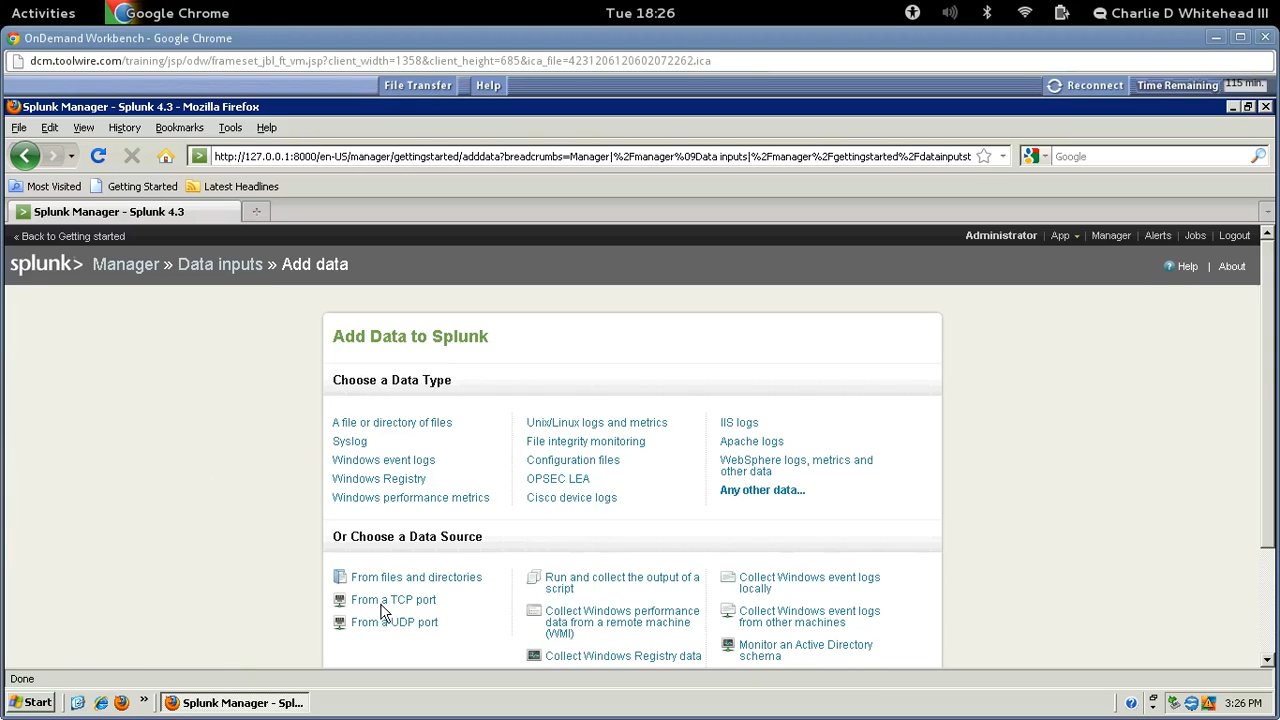 Activities
Google Chrome
Tue 18:26
Charlie D Whitehead III
OnDemand Workbench - Google Chrome
dcm.toolwire.com/training/jsp/odw/frameset_jbl_ft_vm.jsp?client_width=1358&client_height=685&ica_file=4231206120602072262.ica
File Transfer
Help
Reconnect
Time Remaining
115 min.
Splunk Manager - Splunk 4.3 - Mozilla Firefox
File Edit View History Bookmarks Tools Help
http://127.0.0.1:8000/en-US/manager/gettingstarted/adddata?breadcrumbs=Manager|%2Fmanager%09Data inputs|%2Fmanager%2Fgettingstarted%2Fdatainputst
Google
Most Visited
Getting Started
Latest Headlines
Splunk Manager - Splunk 4.3
« Back to Getting started
Administrator | App | Manager | Alerts | Jobs | Logout
splunk> Manager » Data inputs » Add data
Help | About
Add Data to Splunk
Choose a Data Type
A file or directory of files
Syslog
Windows event logs
Windows Registry
Windows performance metrics
Unix/Linux logs and metrics
File integrity monitoring
Configuration files
OPSEC LEA
Cisco device logs
IIS logs
Apache logs
WebSphere logs, metrics and
other data
Any other data...
Or Choose a Data Source
From files and directories
From a TCP port
From a UDP port
Run and collect the output of a
script
Collect Windows performance
data from a remote machine
(WMI)
Collect Windows Registry data
Collect Windows event logs
locally
Collect Windows event logs
from other machines
Monitor an Active Directory
schema
Done
Start
Splunk Manager - Spl...
3:26 PM